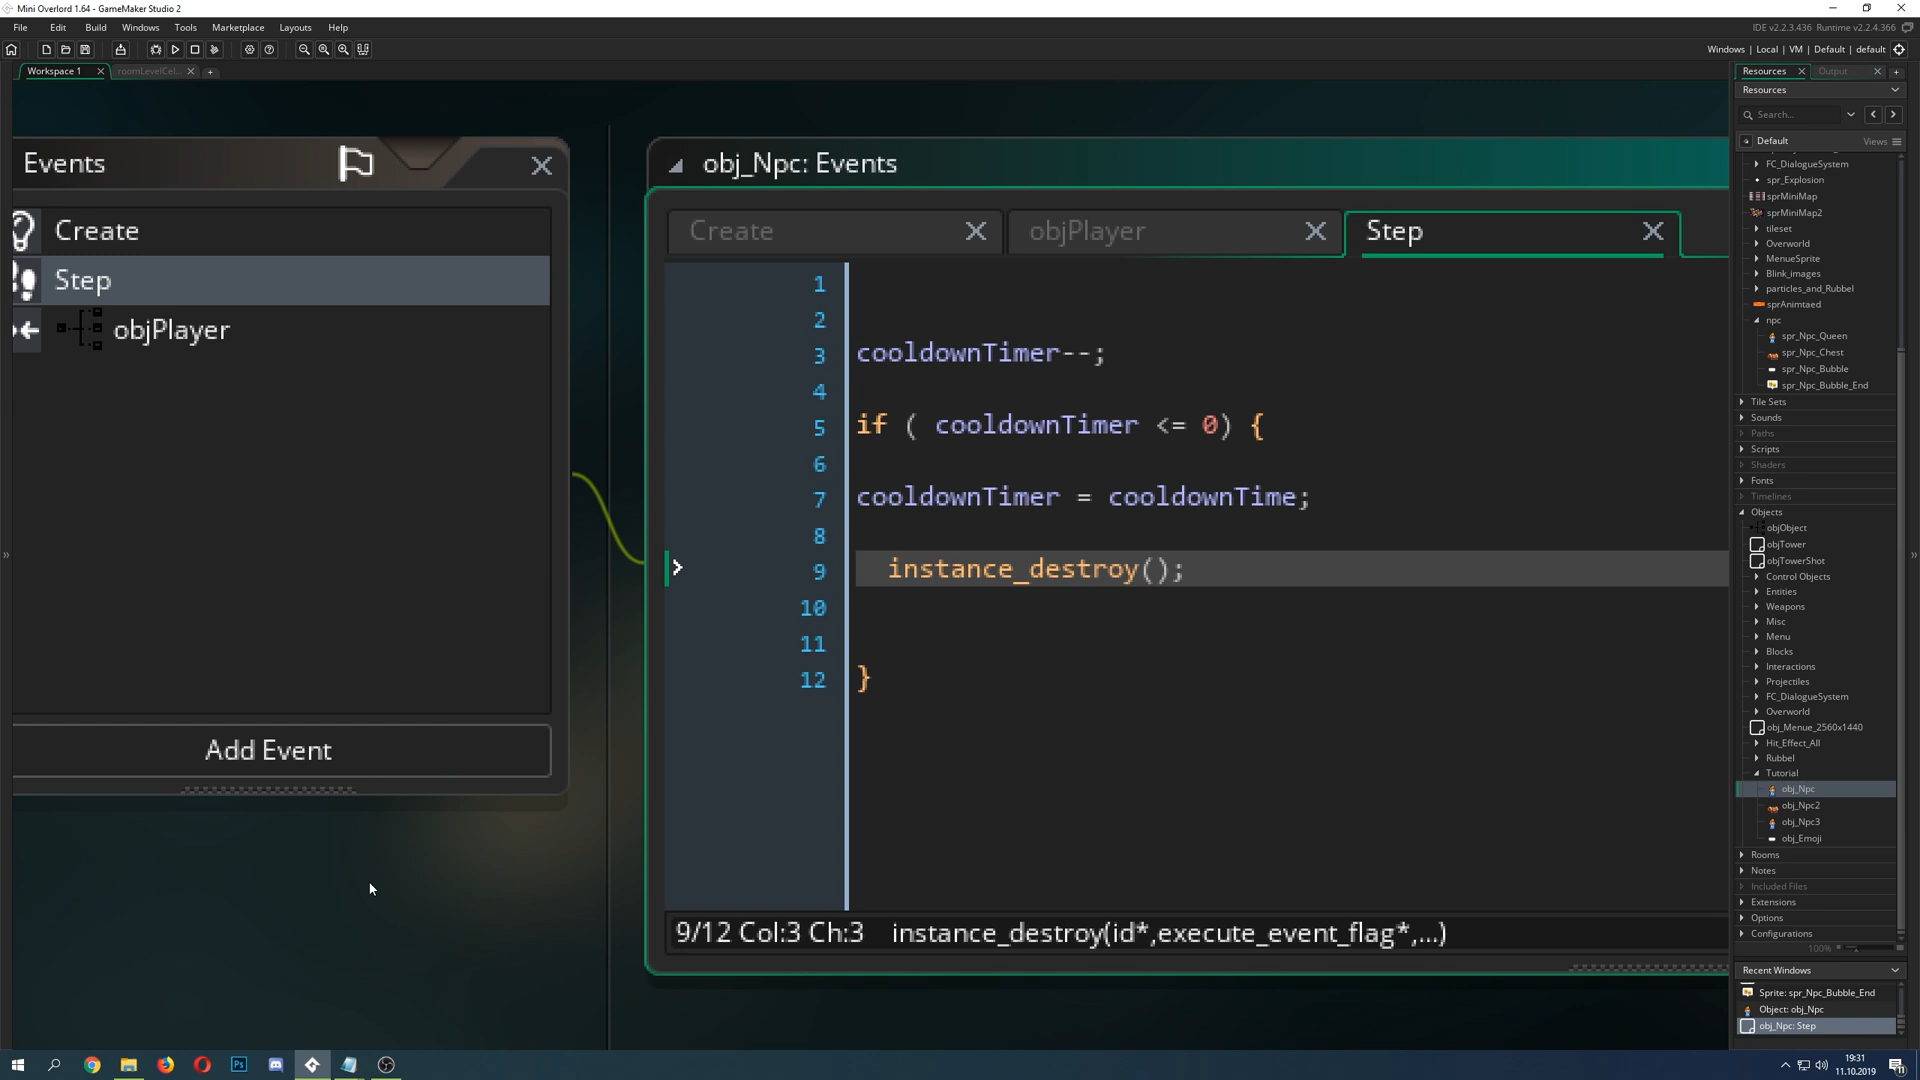 Mini Overlord 1.64 - GameMaker Studio 2
File Edit Build Windows Tools Marketplace Layouts Help
IDE v2.2.3.436 Runtime v2.2.4.366
Windows | Local | VM | Default | default
Workspace 1
roomLevelCel...
Events
Create
Step
objPlayer
Add Event
obj_Npc: Events
Create
objPlayer
Step
1
2
3 cooldownTimer--;
4
5 if ( cooldownTimer <= 0) {
6
7 cooldownTimer = cooldownTime;
8
9 instance_destroy();
10
11
12 }
9/12 Col:3 Ch:3 instance_destroy(id*,execute_event_flag*,...)
Resources
Output
Resources
Search...
Default
Views
FC_DialogueSystem
spr_Explosion
sprMiniMap
sprMiniMap2
tileset
Overworld
MenueSprite
Blink_images
particles_and_Rubbel
sprAnimtaed
npc
spr_Npc_Queen
spr_Npc_Chest
spr_Npc_Bubble
spr_Npc_Bubble_End
Tile Sets
Sounds
Paths
Scripts
Shaders
Fonts
Timelines
Objects
objObject
objTower
objTowerShot
Control Objects
Entities
Weapons
Misc
Menu
Blocks
Interactions
Projectiles
FC_DialogueSystem
Overworld
obj_Menue_2560x1440
Hit_Effect_All
Rubbel
Tutorial
obj_Npc
obj_Npc2
obj_Npc3
obj_Emoji
Rooms
Notes
Included Files
Extensions
Options
Configurations
100%
Recent Windows
Sprite: spr_Npc_Bubble_End
Object: obj_Npc
obj_Npc: Step
Ps
19:31
11.10.2019